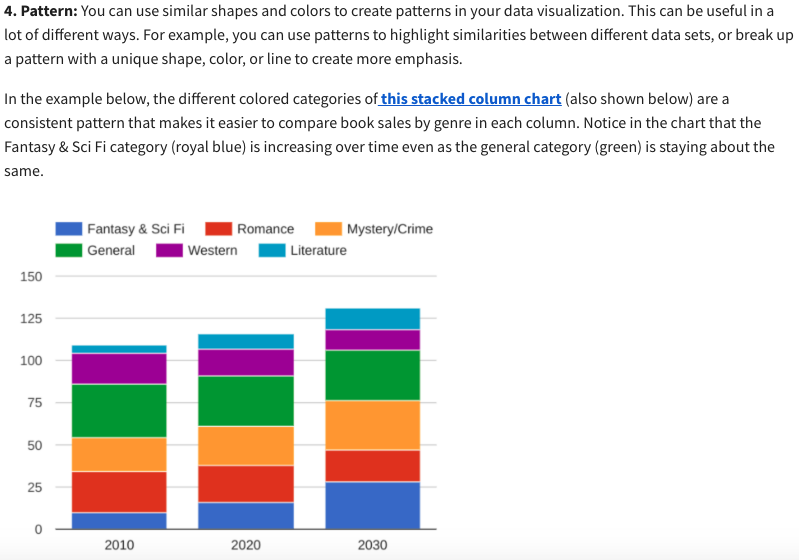 4. Pattern: You can use similar shapes and colors to create patterns in your data visualization. This can be useful in a
lot of different ways. For example, you can use patterns to highlight similarities between different data sets, or break up
a pattern with a unique shape, color, or line to create more emphasis.
In the example below, the different colored categories of this stacked column chart (also shown below) are a
consistent pattern that makes it easier to compare book sales by genre in each column. Notice in the chart that the
Fantasy & Sci Fi category (royal blue) is increasing over time even as the general category (green) is staying about the
same.
Fantasy & Sci Fi Romance Mystery/Crime
General Western Literature
150
125
100
75
50
25
0
2010 2020 2030